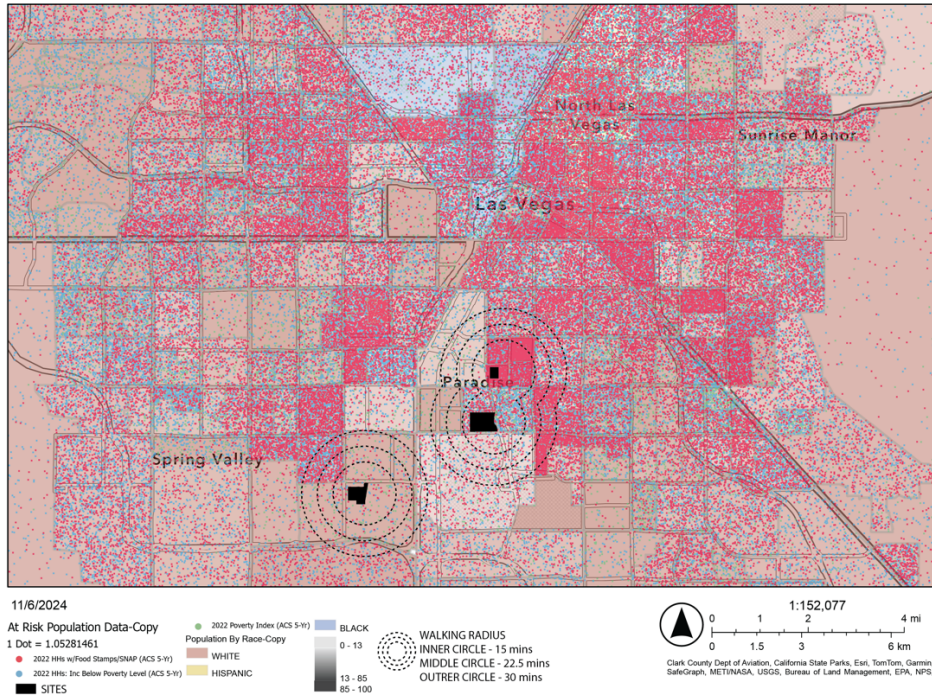 North Las
Vegas
Sunrise Manor
Las Vegas
Paradise
Spring Valley
11/6/2024
At Risk Population Data-Copy
1 Dot = 1.05281461
2022 HHs w/Food Stamps/SNAP (ACS 5-Yr)
2022 HHs: Inc Below Poverty Level (ACS 5-Yr)
SITES
2022 Poverty Index (ACS 5-Yr)
Population By Race-Copy
WHITE
HISPANIC
BLACK
0 - 13
13 - 85
85 - 100
WALKING RADIUS
INNER CIRCLE - 15 mins
MIDDLE CIRCLE - 22.5 mins
OUTRER CIRCLE - 30 mins
1:152,077
0 1 2 4 mi
0 1.5 3 6 km
Clark County Dept of Aviation, California State Parks, Esri, TomTom, Garmin,
SafeGraph, METI/NASA, USGS, Bureau of Land Management, EPA, NPS,